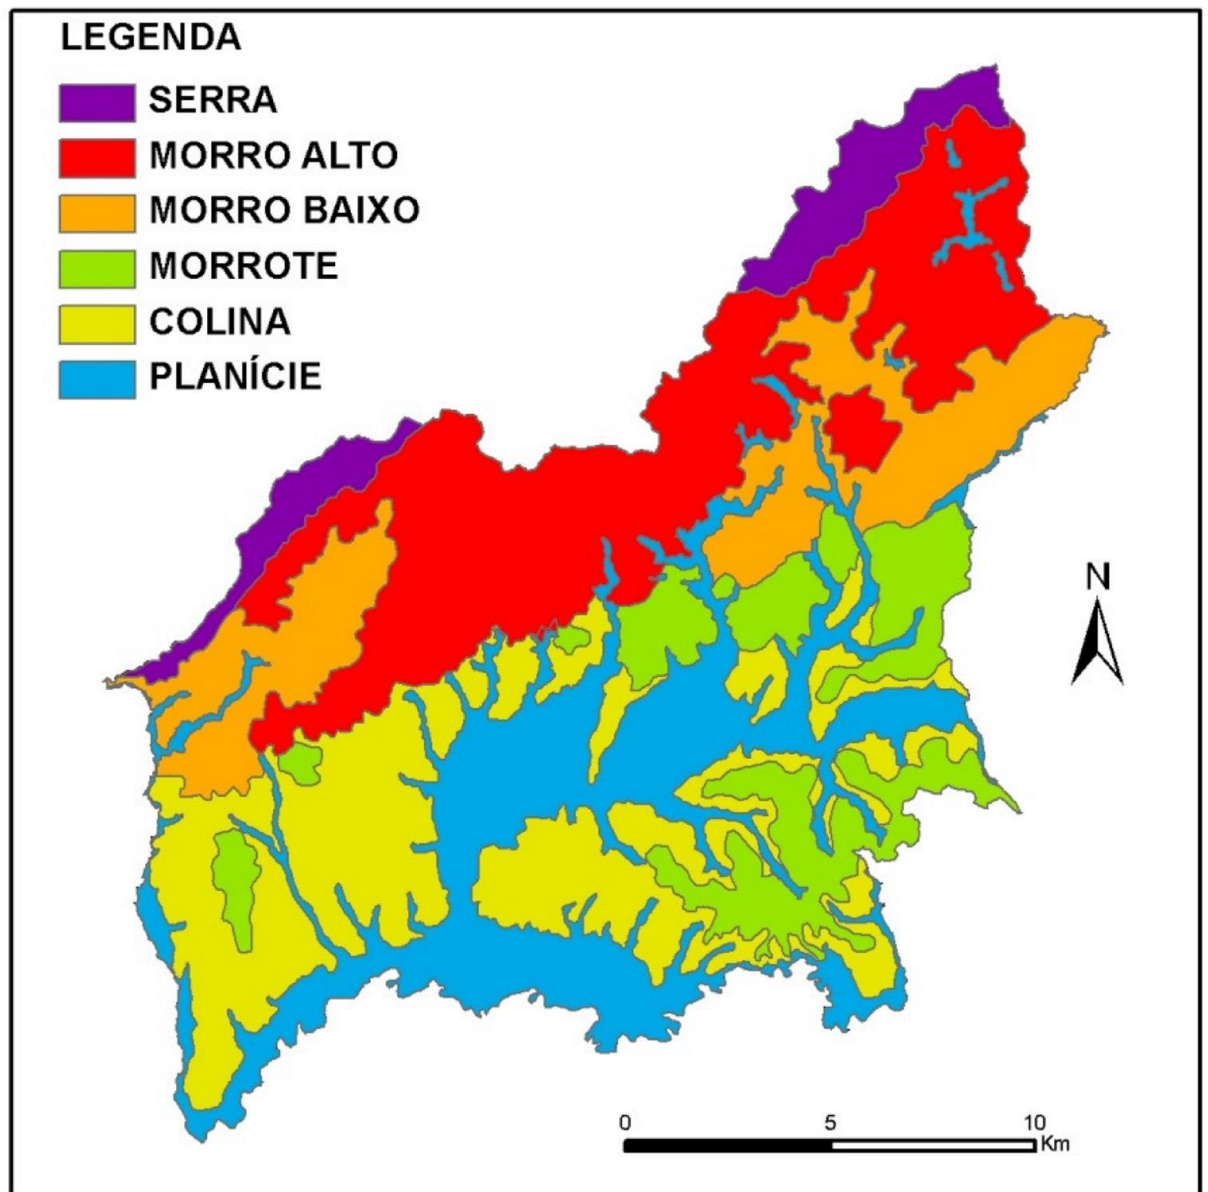 LEGENDA
SERRA
MORRO ALTO
MORRO BAIXO
MORROTE
COLINA
PLANÍCIE
N
0 5 10
Km